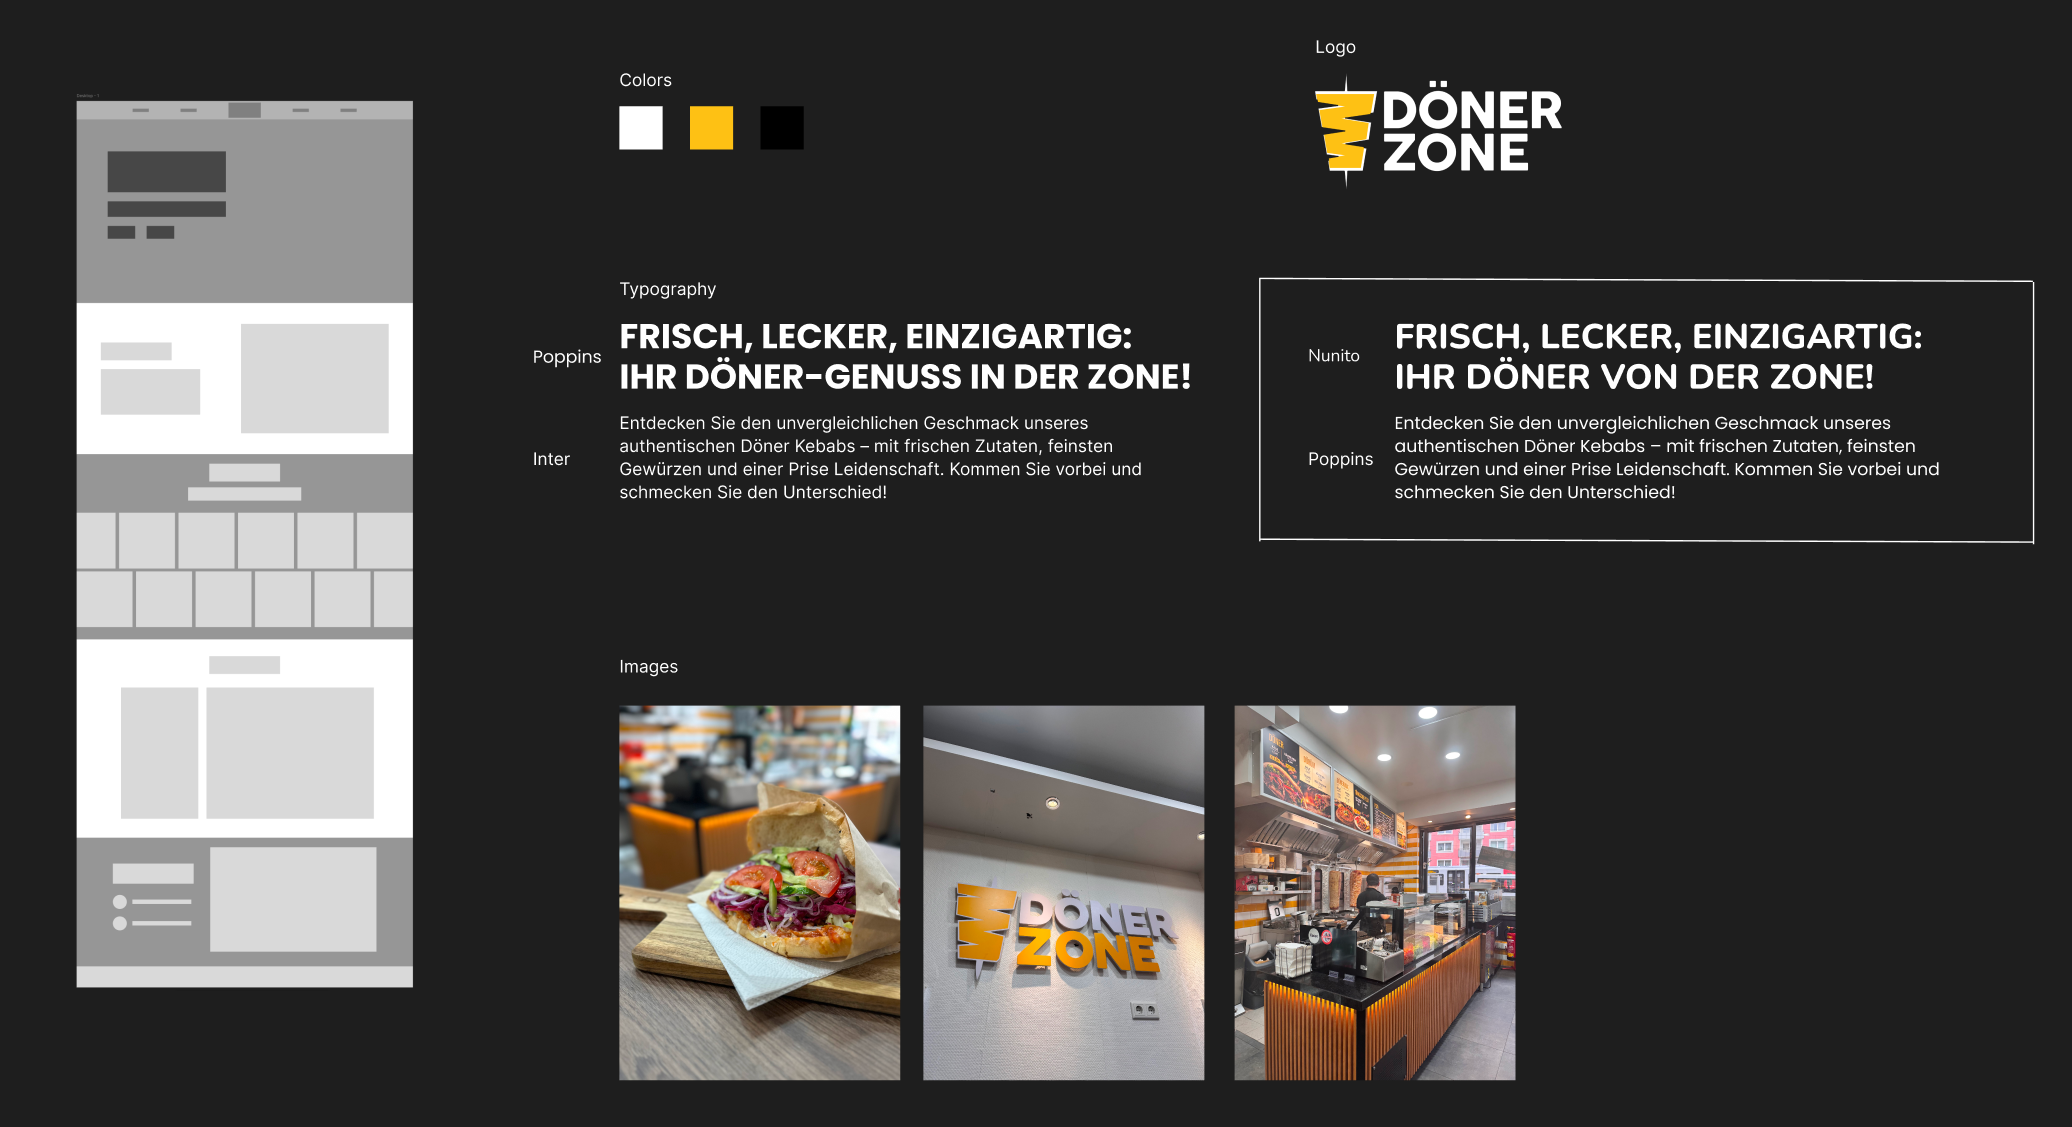 Logo
Colors
DÖNER
ZONE
Typography
Poppins
FRISCH, LECKER, EINZIGARTIG:
IHR DÖNER-GENUSS IN DER ZONE!
Inter
Entdecken Sie den unvergleichlichen Geschmack unseres
authentischen Döner Kebabs – mit frischen Zutaten, feinsten
Gewürzen und einer Prise Leidenschaft. Kommen Sie vorbei und
schmecken Sie den Unterschied!
Nunito
FRISCH, LECKER, EINZIGARTIG:
IHR DÖNER VON DER ZONE!
Poppins
Entdecken Sie den unvergleichlichen Geschmack unseres
authentischen Döner Kebabs – mit frischen Zutaten, feinsten
Gewürzen und einer Prise Leidenschaft. Kommen Sie vorbei und
schmecken Sie den Unterschied!
Images
DÖNER
ZONE
DÖNER